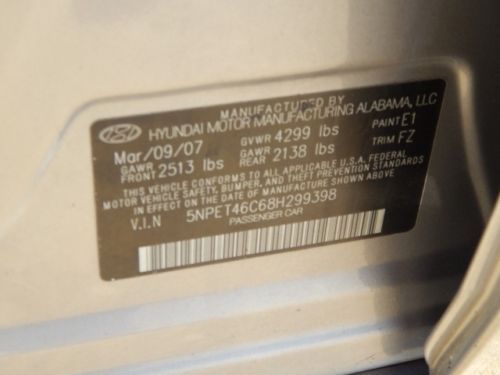 MANUFACTURED BY
HYUNDAI MOTOR MANUFACTURING ALABAMA, LLC
Mar/09/07 GVWR 4299 lbs PAINT E1
GAWR FRONT 2513 lbs GAWR REAR 2138 lbs TRIM FZ
THIS VEHICLE CONFORMS TO ALL APPLICABLE U.S.A. FEDERAL
MOTOR VEHICLE SAFETY, BUMPER, AND THEFT PREVENTION STANDARDS
IN EFFECT ON THE DATE OF MANUFACTURE SHOWN ABOVE.
V.I.N 5NPET46C68H299398
PASSENGER CAR